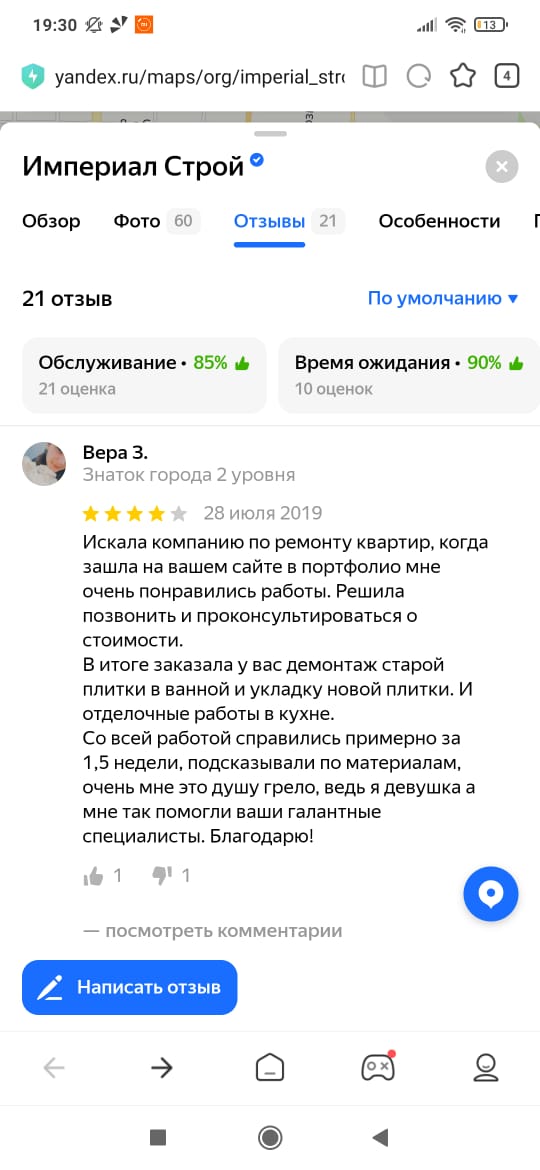 19:30
13
yandex.ru/maps/org/imperial_stro
4
Империал Строй
Обзор Фото 60 Отзывы 21 Особенности
21 отзыв По умолчанию
Обслуживание • 85%
21 оценка
Время ожидания • 90%
10 оценок
Вера З.
Знаток города 2 уровня
28 июля 2019
Искала компанию по ремонту квартир, когда
зашла на вашем сайте в портфолио мне
очень понравились работы. Решила
позвонить и проконсультироваться о
стоимости.
В итоге заказала у вас демонтаж старой
плитки в ванной и укладку новой плитки. И
отделочные работы в кухне.
Со всей работой справились примерно за
1,5 недели, подсказывали по материалам,
очень мне это душу грело, ведь я девушка а
мне так помогли ваши галантные
специалисты. Благодарю!
1 1
— посмотреть комментарии
Написать отзыв